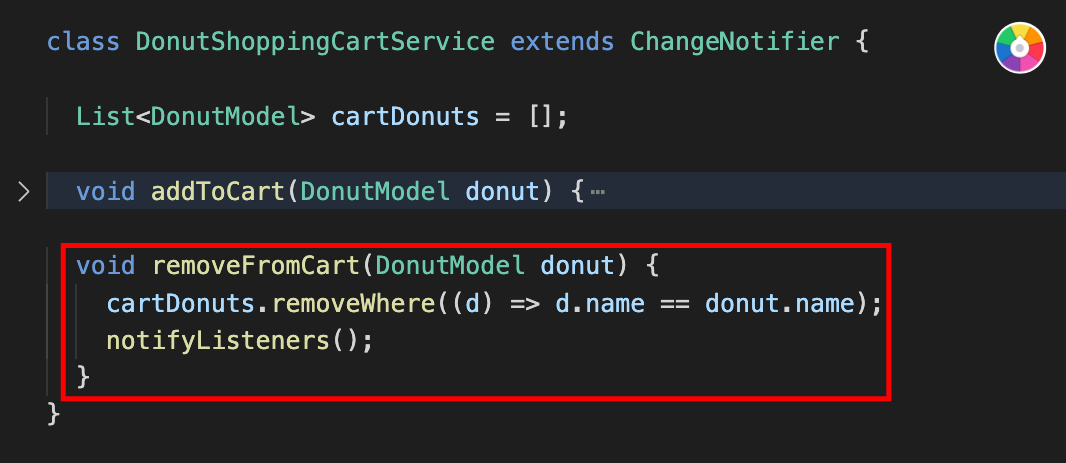 class DonutShoppingCartService extends ChangeNotifier {
List<DonutModel> cartDonuts = [];
void addToCart(DonutModel donut) {⋯
void removeFromCart(DonutModel donut) {
cartDonuts.removeWhere((d) => d.name == donut.name);
notifyListeners();
}
}